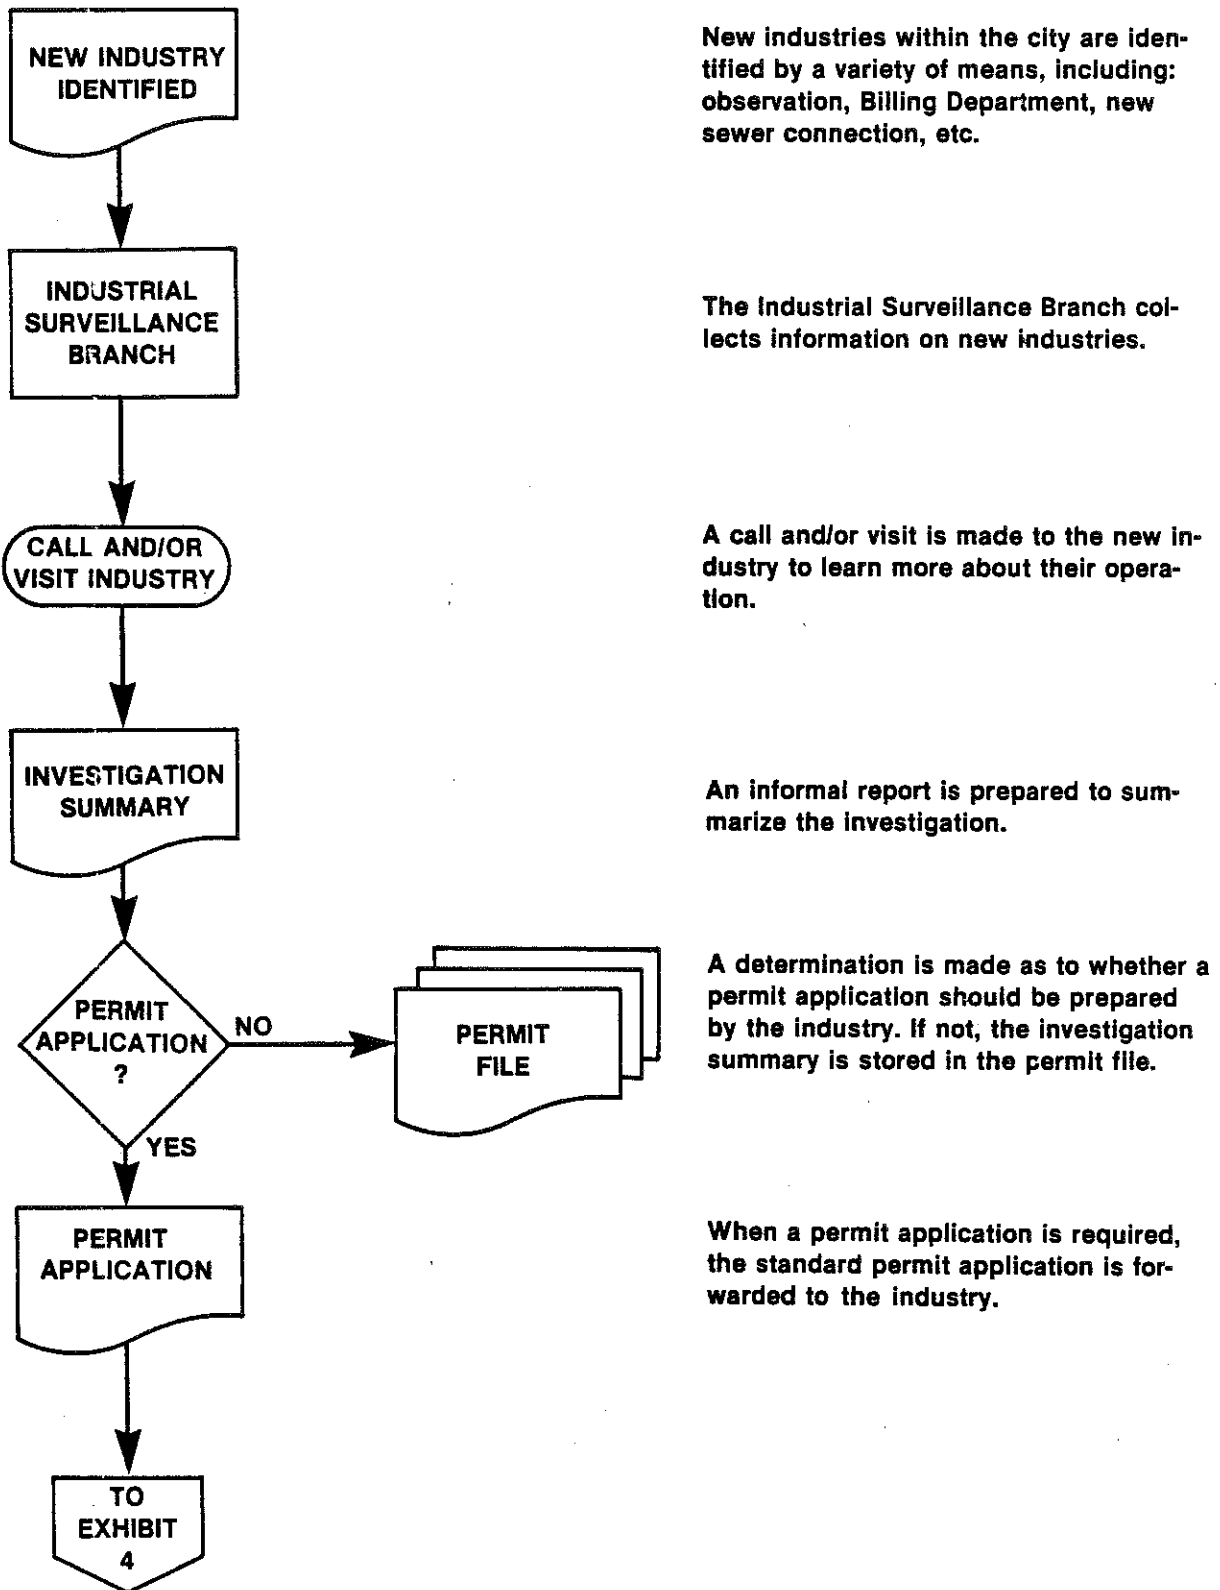 NEW INDUSTRY
IDENTIFIED
New industries within the city are iden-
tified by a variety of means, including:
observation, Billing Department, new
sewer connection, etc.
INDUSTRIAL
SURVEILLANCE
BRANCH
The Industrial Surveillance Branch col-
lects information on new industries.
CALL AND/OR
VISIT INDUSTRY
A call and/or visit is made to the new in-
dustry to learn more about their opera-
tion.
INVESTIGATION
SUMMARY
An informal report is prepared to sum-
marize the investigation.
PERMIT
APPLICATION
?
NO
PERMIT
FILE
A determination is made as to whether a
permit application should be prepared
by the industry. If not, the investigation
summary is stored in the permit file.
YES
PERMIT
APPLICATION
When a permit application is required,
the standard permit application is for-
warded to the industry.
TO
EXHIBIT
4